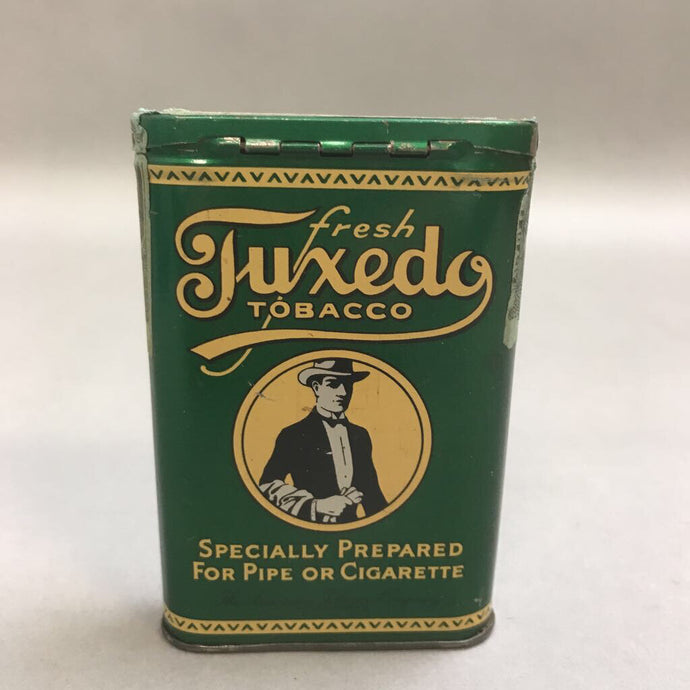 fresh
Tuxedo
TOBACCO
SPECIALLY PREPARED
FOR PIPE OR CIGARETTE